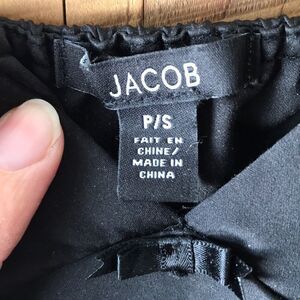 JACOB
P/S
FAIT EN
CHINE/
MADE IN
CHINA